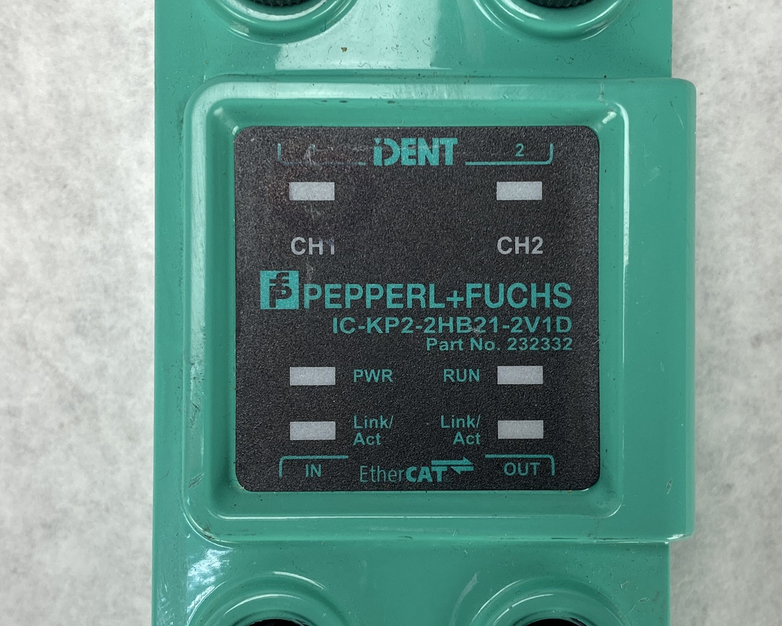 iDENT 2
CH1 CH2
PEPPERL+FUCHS
IC-KP2-2HB21-2V1D
Part No. 232332
PWR RUN
Link/ Link/
Act Act
IN EtherCAT OUT